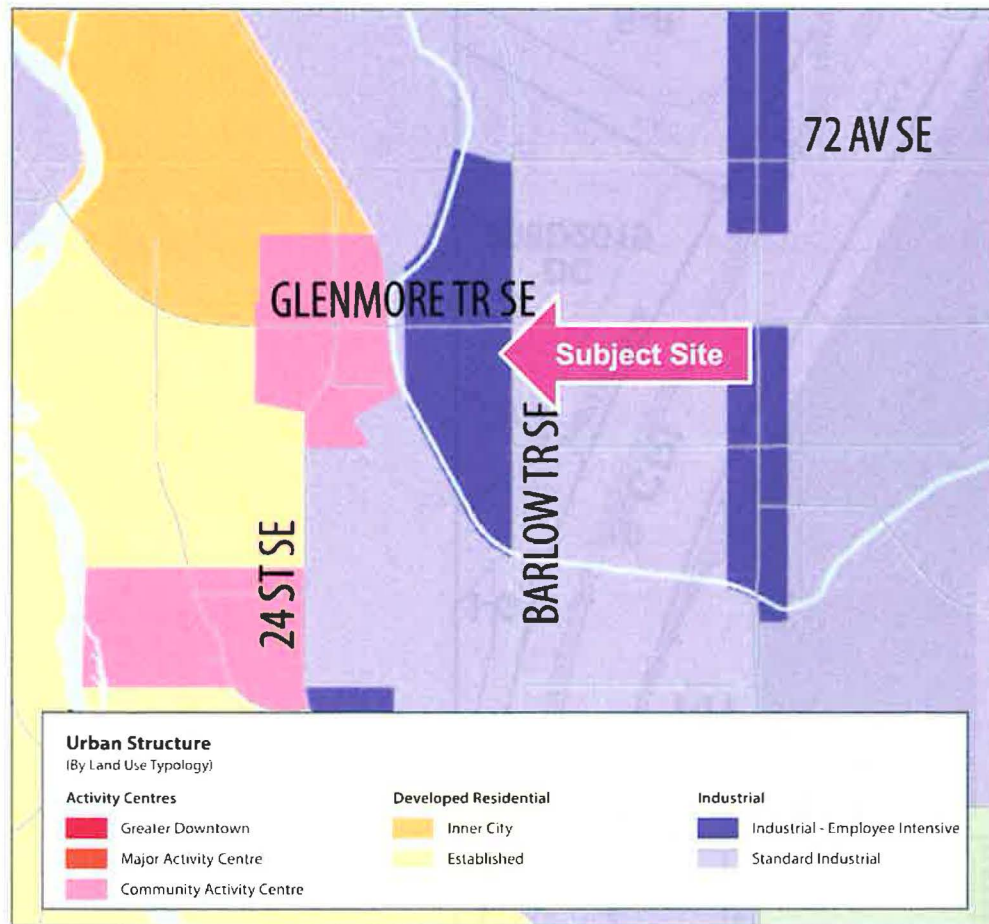 72 AV SE
GLENMORE TR SE
Subject Site
BARLOW TR SE
24 ST SE
Urban Structure
(By Land Use Typology)
Activity Centres
Greater Downtown
Major Activity Centre
Community Activity Centre
Developed Residential
Inner City
Established
Industrial
Industrial - Employee Intensive
Standard Industrial